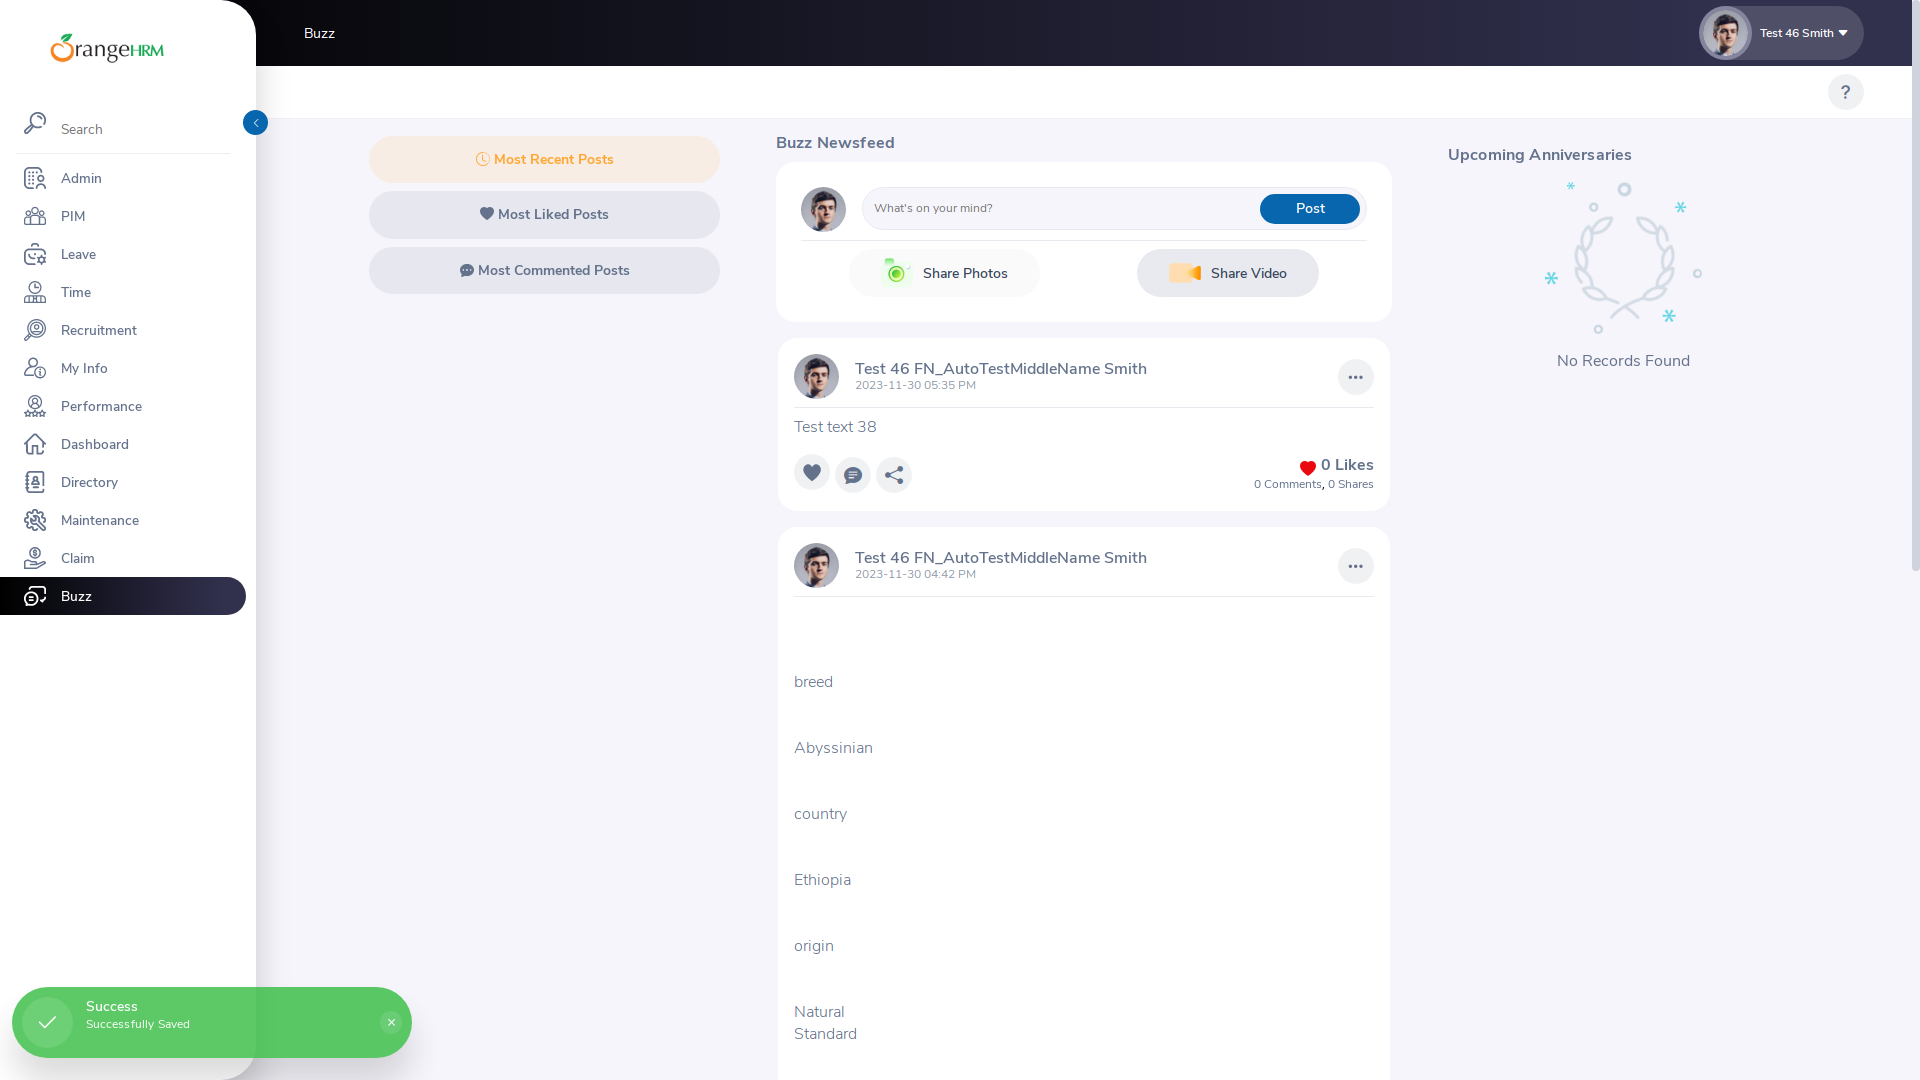 OrangeHRM
Search
Admin
PIM
Leave
Time
Recruitment
My Info
Performance
Dashboard
Directory
Maintenance
Claim
Buzz
Buzz
Test 46 Smith
?
Most Recent Posts
Most Liked Posts
Most Commented Posts
Buzz Newsfeed
What's on your mind?
Post
Share Photos
Share Video
Test 46 FN_AutoTestMiddleName Smith
2023-11-30 05:35 PM
Test text 38
0 Likes
0 Comments, 0 Shares
Test 46 FN_AutoTestMiddleName Smith
2023-11-30 04:42 PM
breed
Abyssinian
country
Ethiopia
origin
Natural
Standard
Upcoming Anniversaries
No Records Found
Success
Successfully Saved